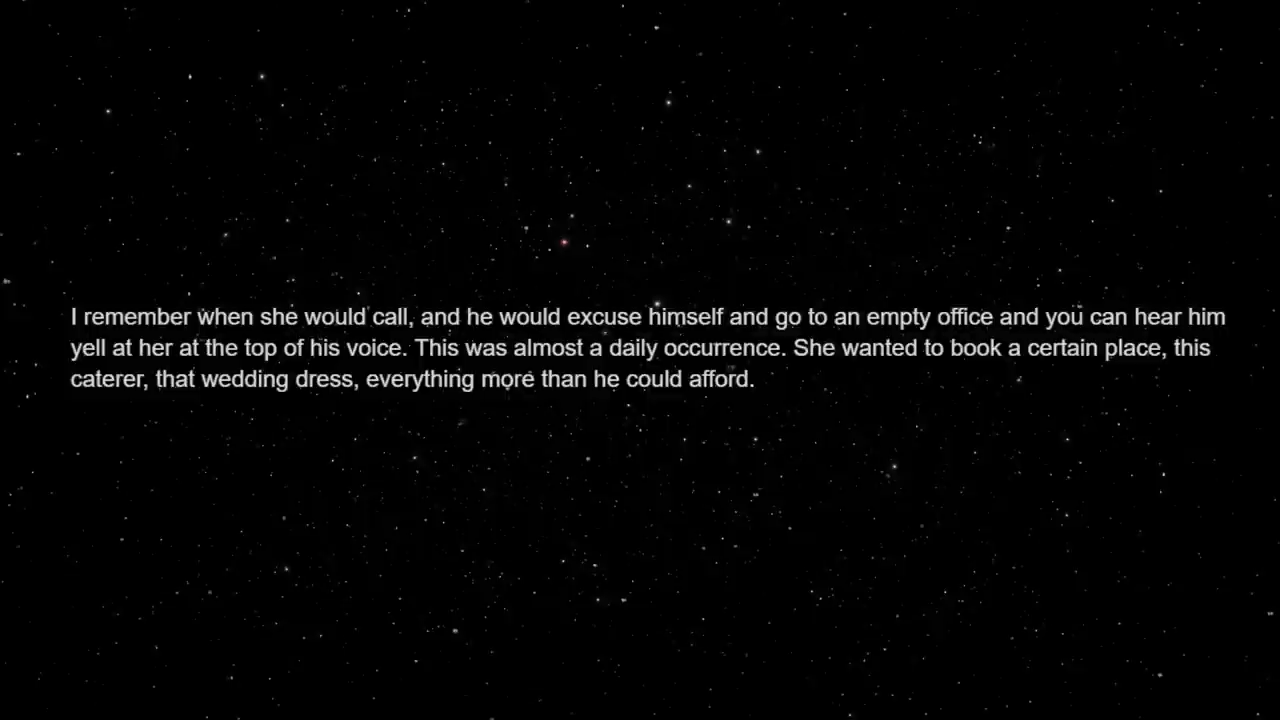 I remember when she would call, and he would excuse himself and go to an empty office and you can hear him
yell at her at the top of his voice. This was almost a daily occurrence. She wanted to book a certain place, this
caterer, that wedding dress, everything more than he could afford.